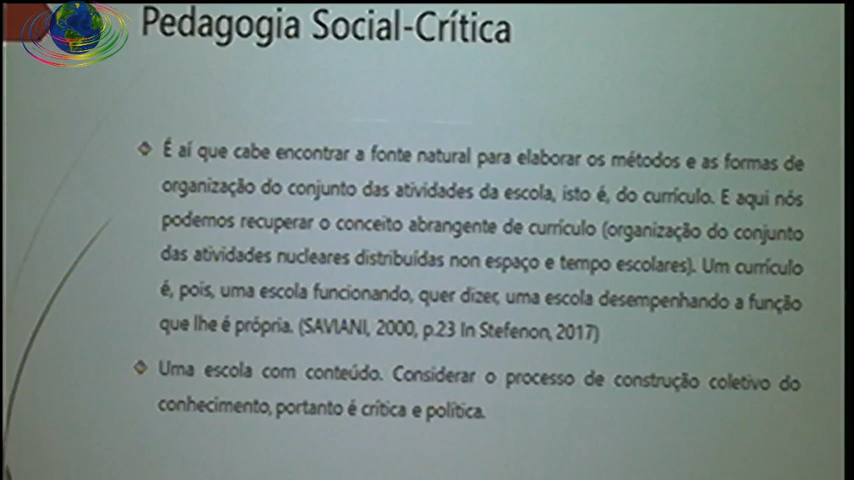 Pedagogia Social-Crítica
É aí que cabe encontrar a fonte natural para elaborar os métodos e as formas de
organização do conjunto das atividades da escola, isto é, do currículo. E aqui nós
podemos recuperar o conceito abrangente de currículo (organização do conjunto
das atividades nucleares distribuídas non espaço e tempo escolares). Um currículo
é, pois, uma escola funcionando, quer dizer, uma escola desempenhando a função
que lhe é própria. (SAVIANI, 2000, p.23 In Stefenon, 2017)
Uma escola com conteúdo. Considerar o processo de construção coletivo do
conhecimento, portanto é crítica e política.